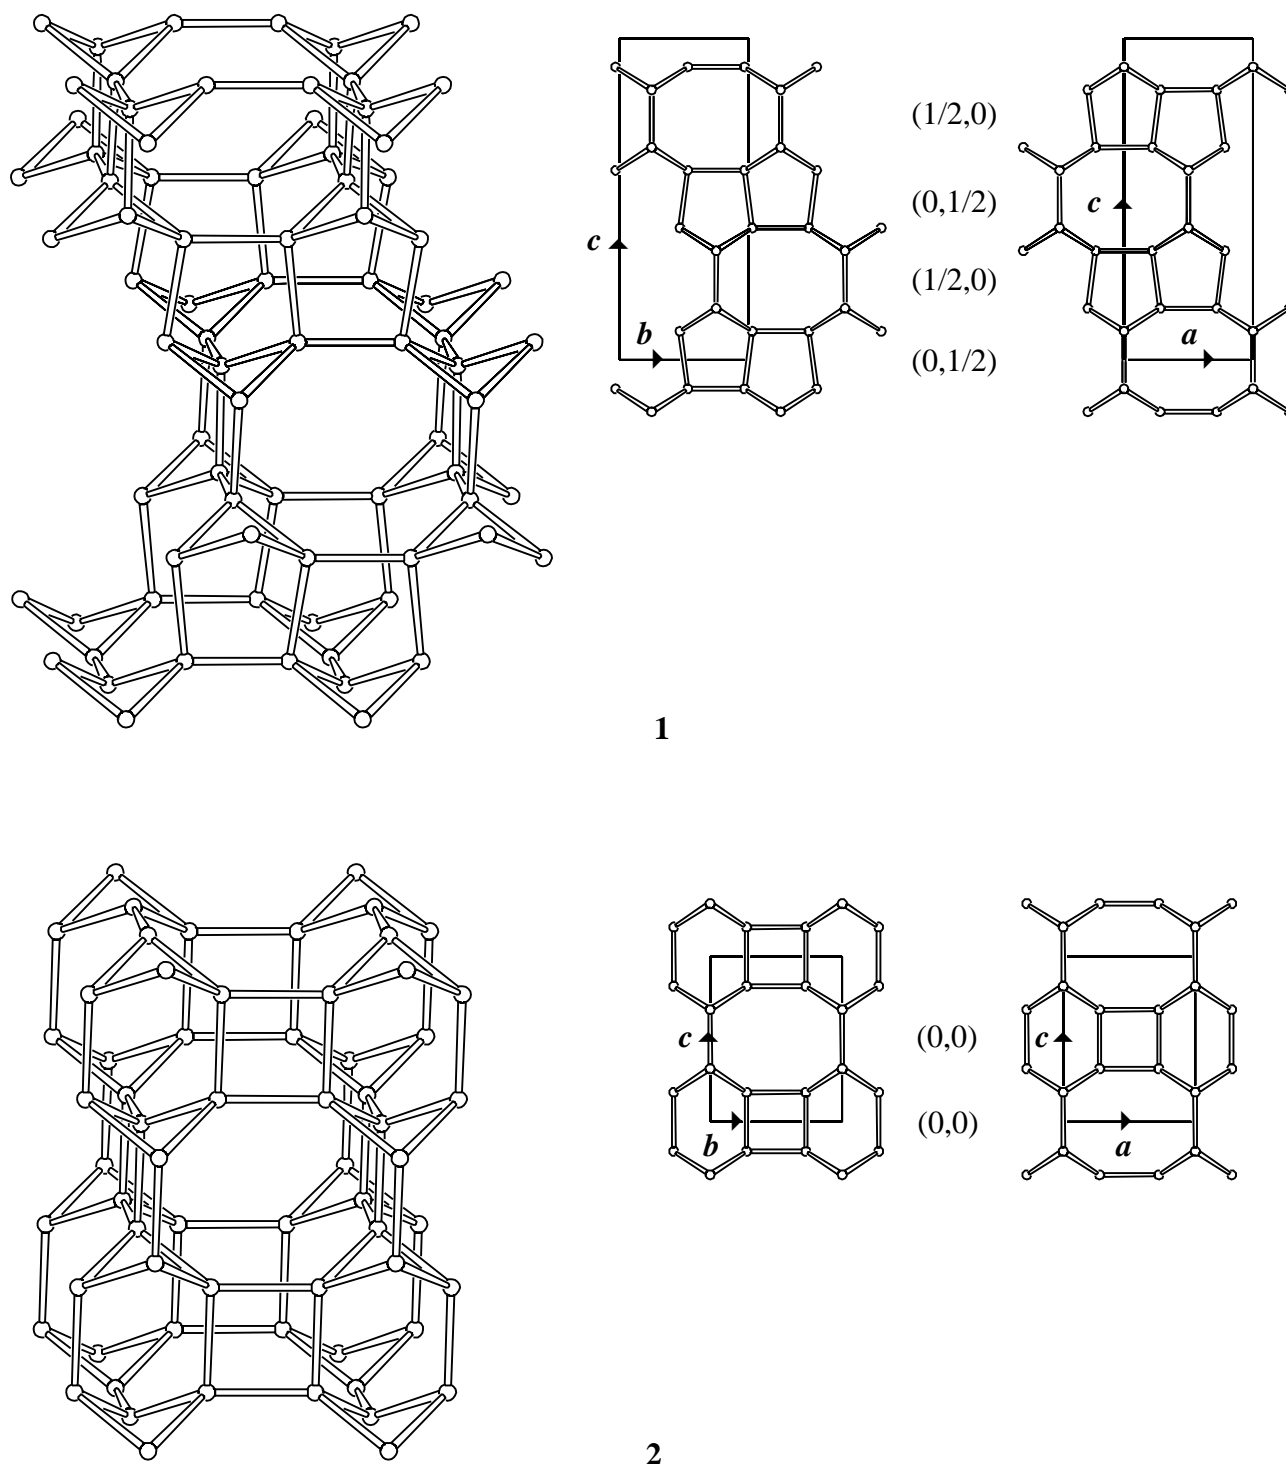 (1/2,0)
c
(0,1/2)
c
(1/2,0)
b
(0,1/2)
a
1
c
(0,0)
c
b
(0,0)
a
2